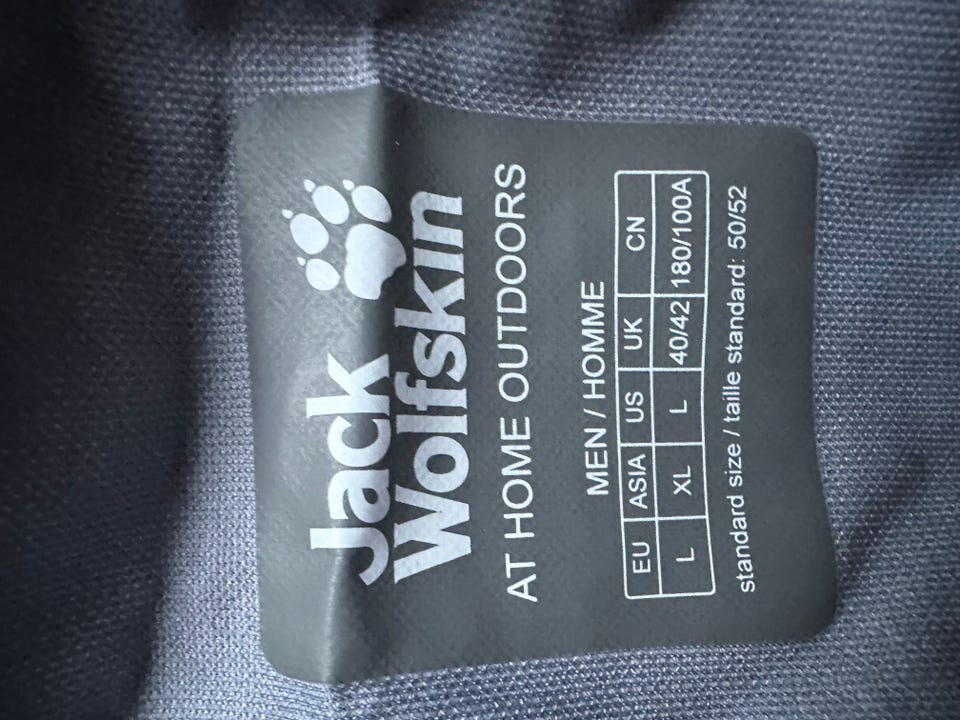 Jack
Wolfskin
AT HOME OUTDOORS
MEN / HOMME
EU ASIA US UK CN
L XL L 40/42 180/100A
standard size / taille standard: 50/52